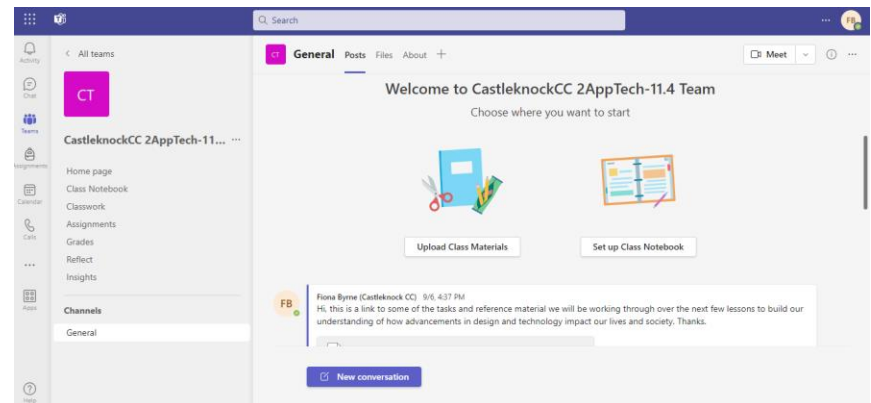 Search
FB
Activity
Chat
Teams
Assignments
Calendar
Calls
Apps
Help
All teams
CT
CastleknockCC 2AppTech-11...
Home page
Class Notebook
Classwork
Assignments
Grades
Reflect
Insights
Channels
General
CT General Posts Files About
Meet
Welcome to CastleknockCC 2AppTech-11.4 Team
Choose where you want to start
Upload Class Materials
Set up Class Notebook
FB
Fiona Byrne (Castleknock CC) 9/6, 4:37 PM
Hi, this is a link to some of the tasks and reference material we will be working through over the next few lessons to build our
understanding of how advancements in design and technology impact our lives and society. Thanks.
New conversation